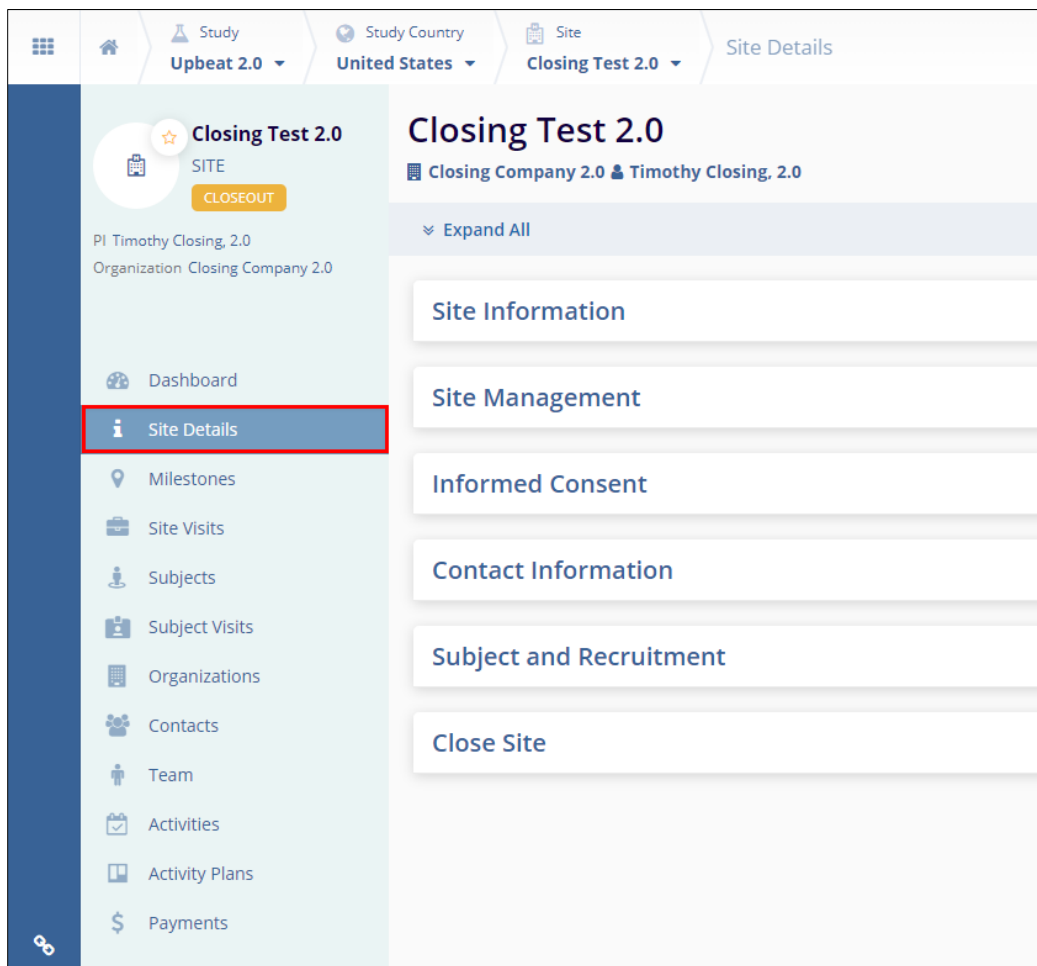 Study
Upbeat 2.0
Study Country
United States
Site
Closing Test 2.0
Site Details
Closing Test 2.0
SITE
CLOSEOUT
PI Timothy Closing, 2.0
Organization Closing Company 2.0
Dashboard
Site Details
Milestones
Site Visits
Subjects
Subject Visits
Organizations
Contacts
Team
Activities
Activity Plans
Payments
Closing Test 2.0
Closing Company 2.0 Timothy Closing, 2.0
Expand All
Site Information
Site Management
Informed Consent
Contact Information
Subject and Recruitment
Close Site